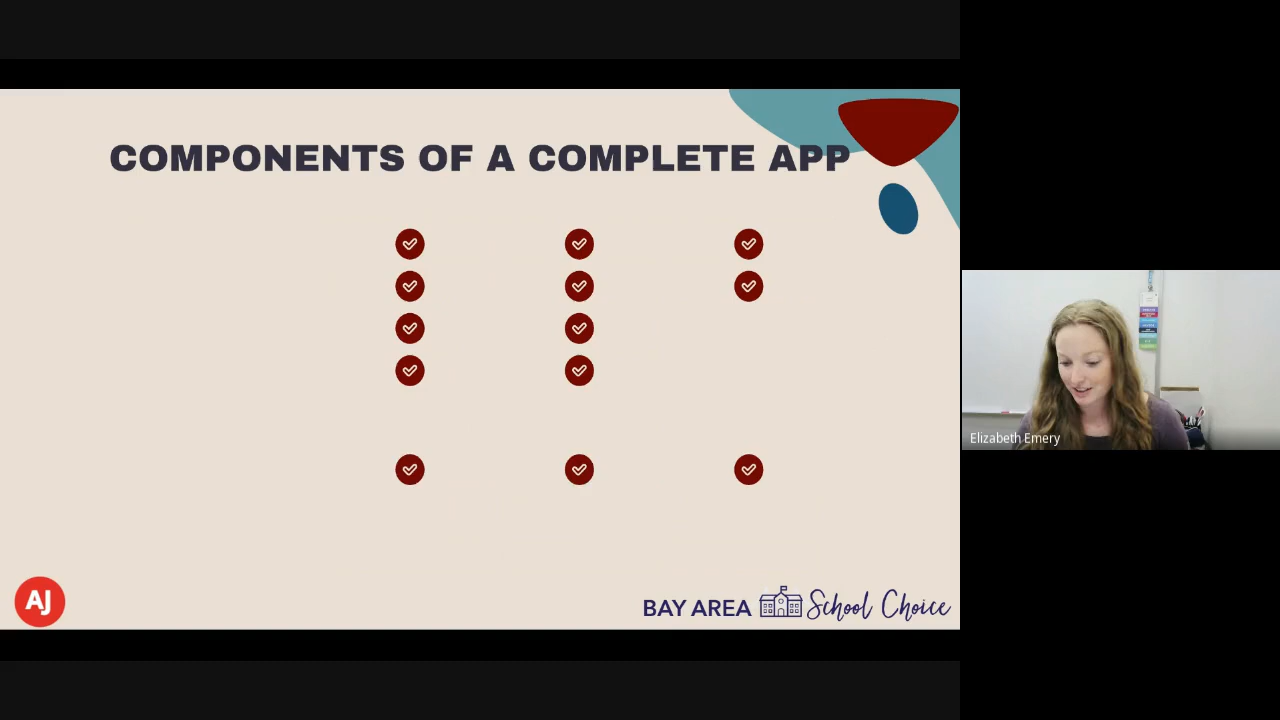 COMPONENTS OF A COMPLETE APP
Elizabeth Emery
AJ
BAY AREA School Choice